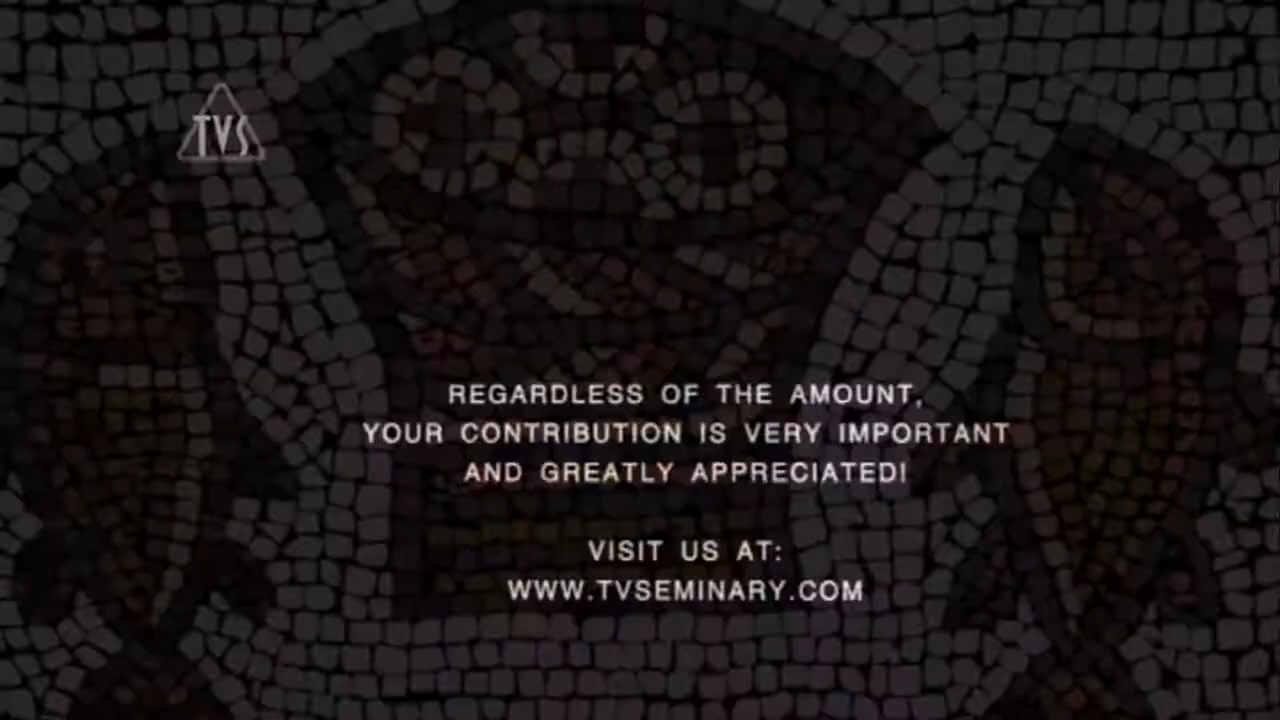 TVS
REGARDLESS OF THE AMOUNT,
YOUR CONTRIBUTION IS VERY IMPORTANT
AND GREATLY APPRECIATED!
VISIT US AT:
WWW.TVSEMINARY.COM